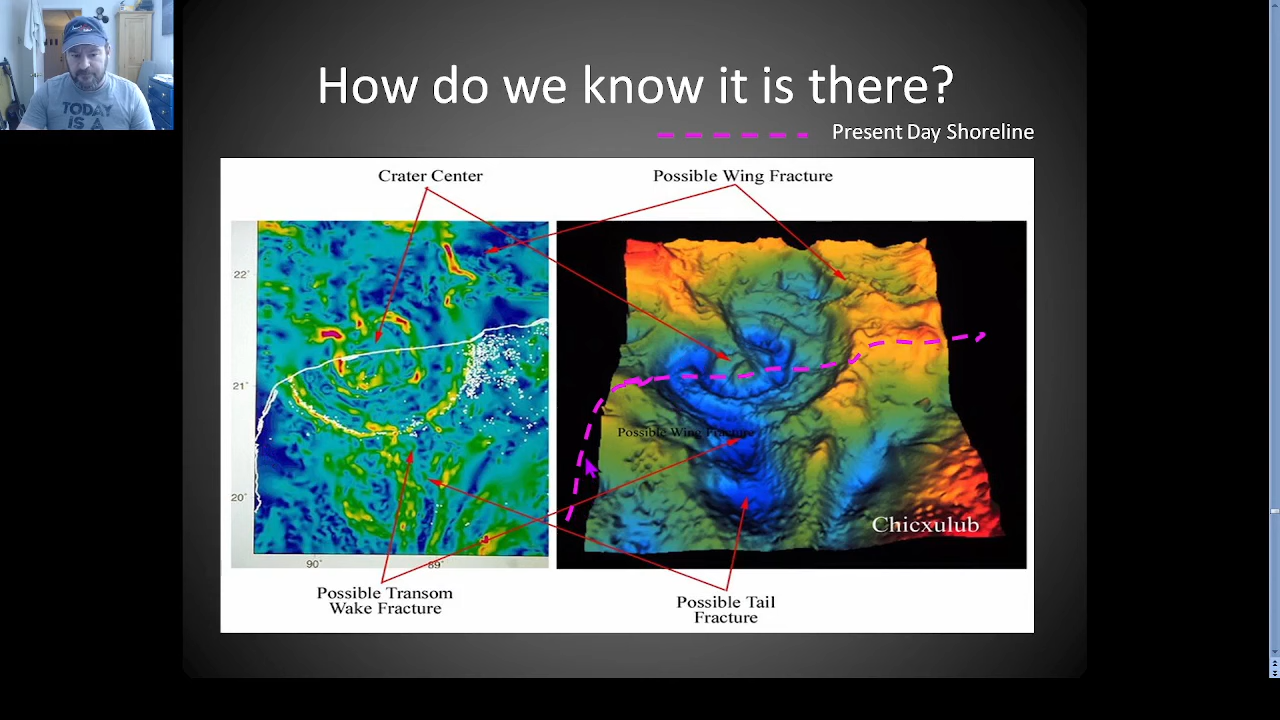 How do we know it is there?
Present Day Shoreline
TODAY
IS A
Crater Center
Possible Wing Fracture
22°
21°
20°
90°
89°
Possible Wing Fracture
Chicxulub
Possible Transom
Wake Fracture
Possible Tail
Fracture